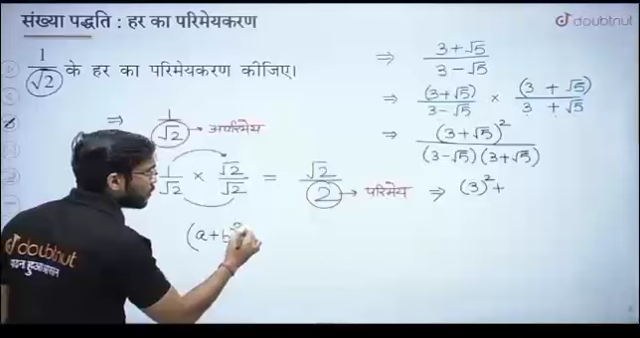 संख्या पद्धति : हर का परिमेयकरण
doubtnut
1/√2 के हर का परिमेयकरण कीजिए।
⇒ 1/√2 → अपरिमेय
1/√2 × √2/√2 = √2/2 → परिमेय
(a+b)²
⇒ (3+√5)/(3-√5)
⇒ (3+√5)/(3-√5) × (3+√5)/(3+√5)
⇒ (3+√5)²/(3-√5)(3+√5)
⇒ (3)²+
doubtnut